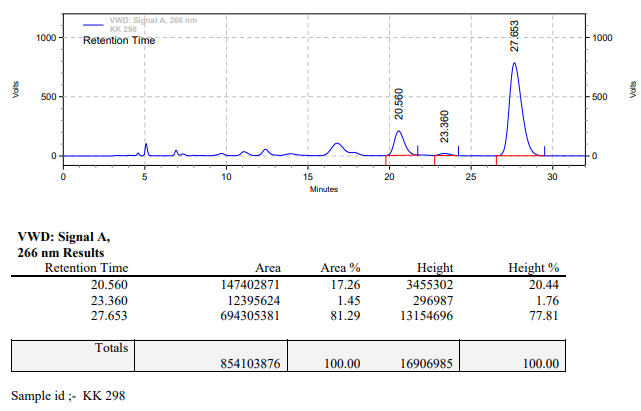 VWD: Signal A, 266 nm
KK 298
Retention Time
1000
500
0
Volts
20.560
23.360
27.653
1000
500
0
Volts
0 5 10 15 20 25 30
Minutes
VWD: Signal A,
266 nm Results
Retention Time Area Area % Height Height %
20.560 147402871 17.26 3455302 20.44
23.360 12395624 1.45 296987 1.76
27.653 694305381 81.29 13154696 77.81
Totals
854103876 100.00 16906985 100.00
Sample id ;- KK 298